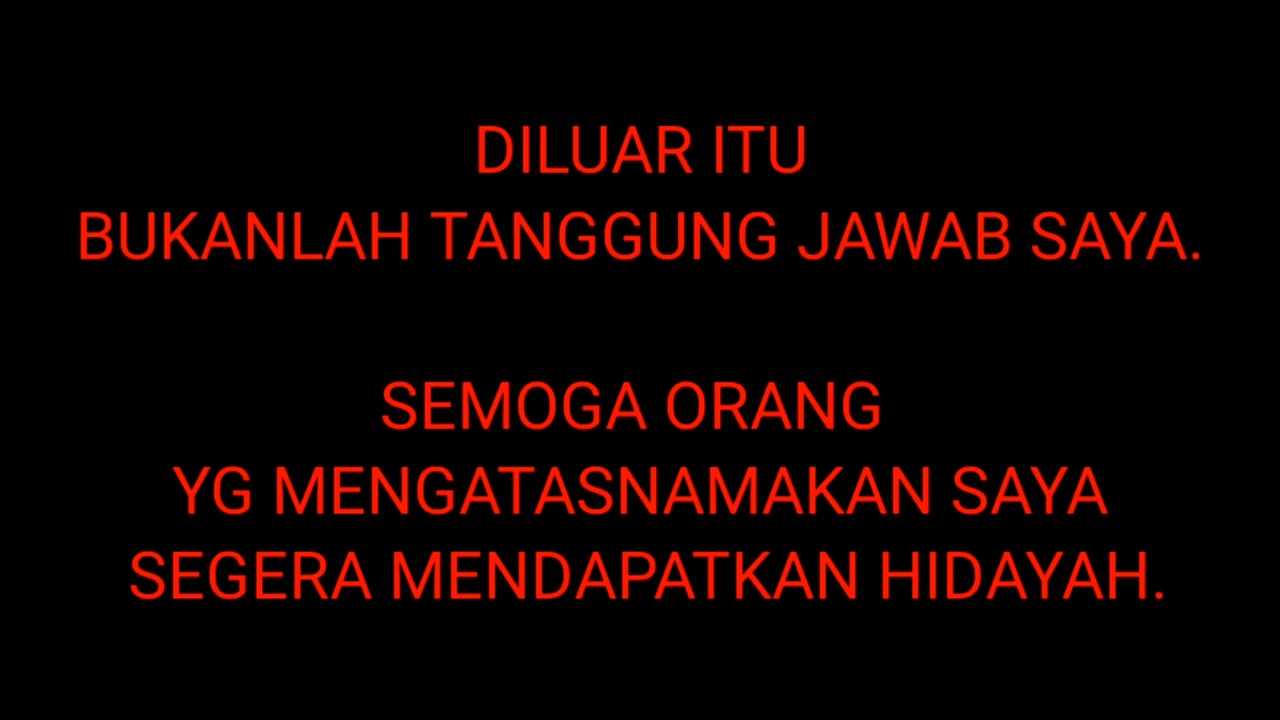 DILUAR ITU
BUKANLAH TANGGUNG JAWAB SAYA.
SEMOGA ORANG
YG MENGATASNAMAKAN SAYA
SEGERA MENDAPATKAN HIDAYAH.